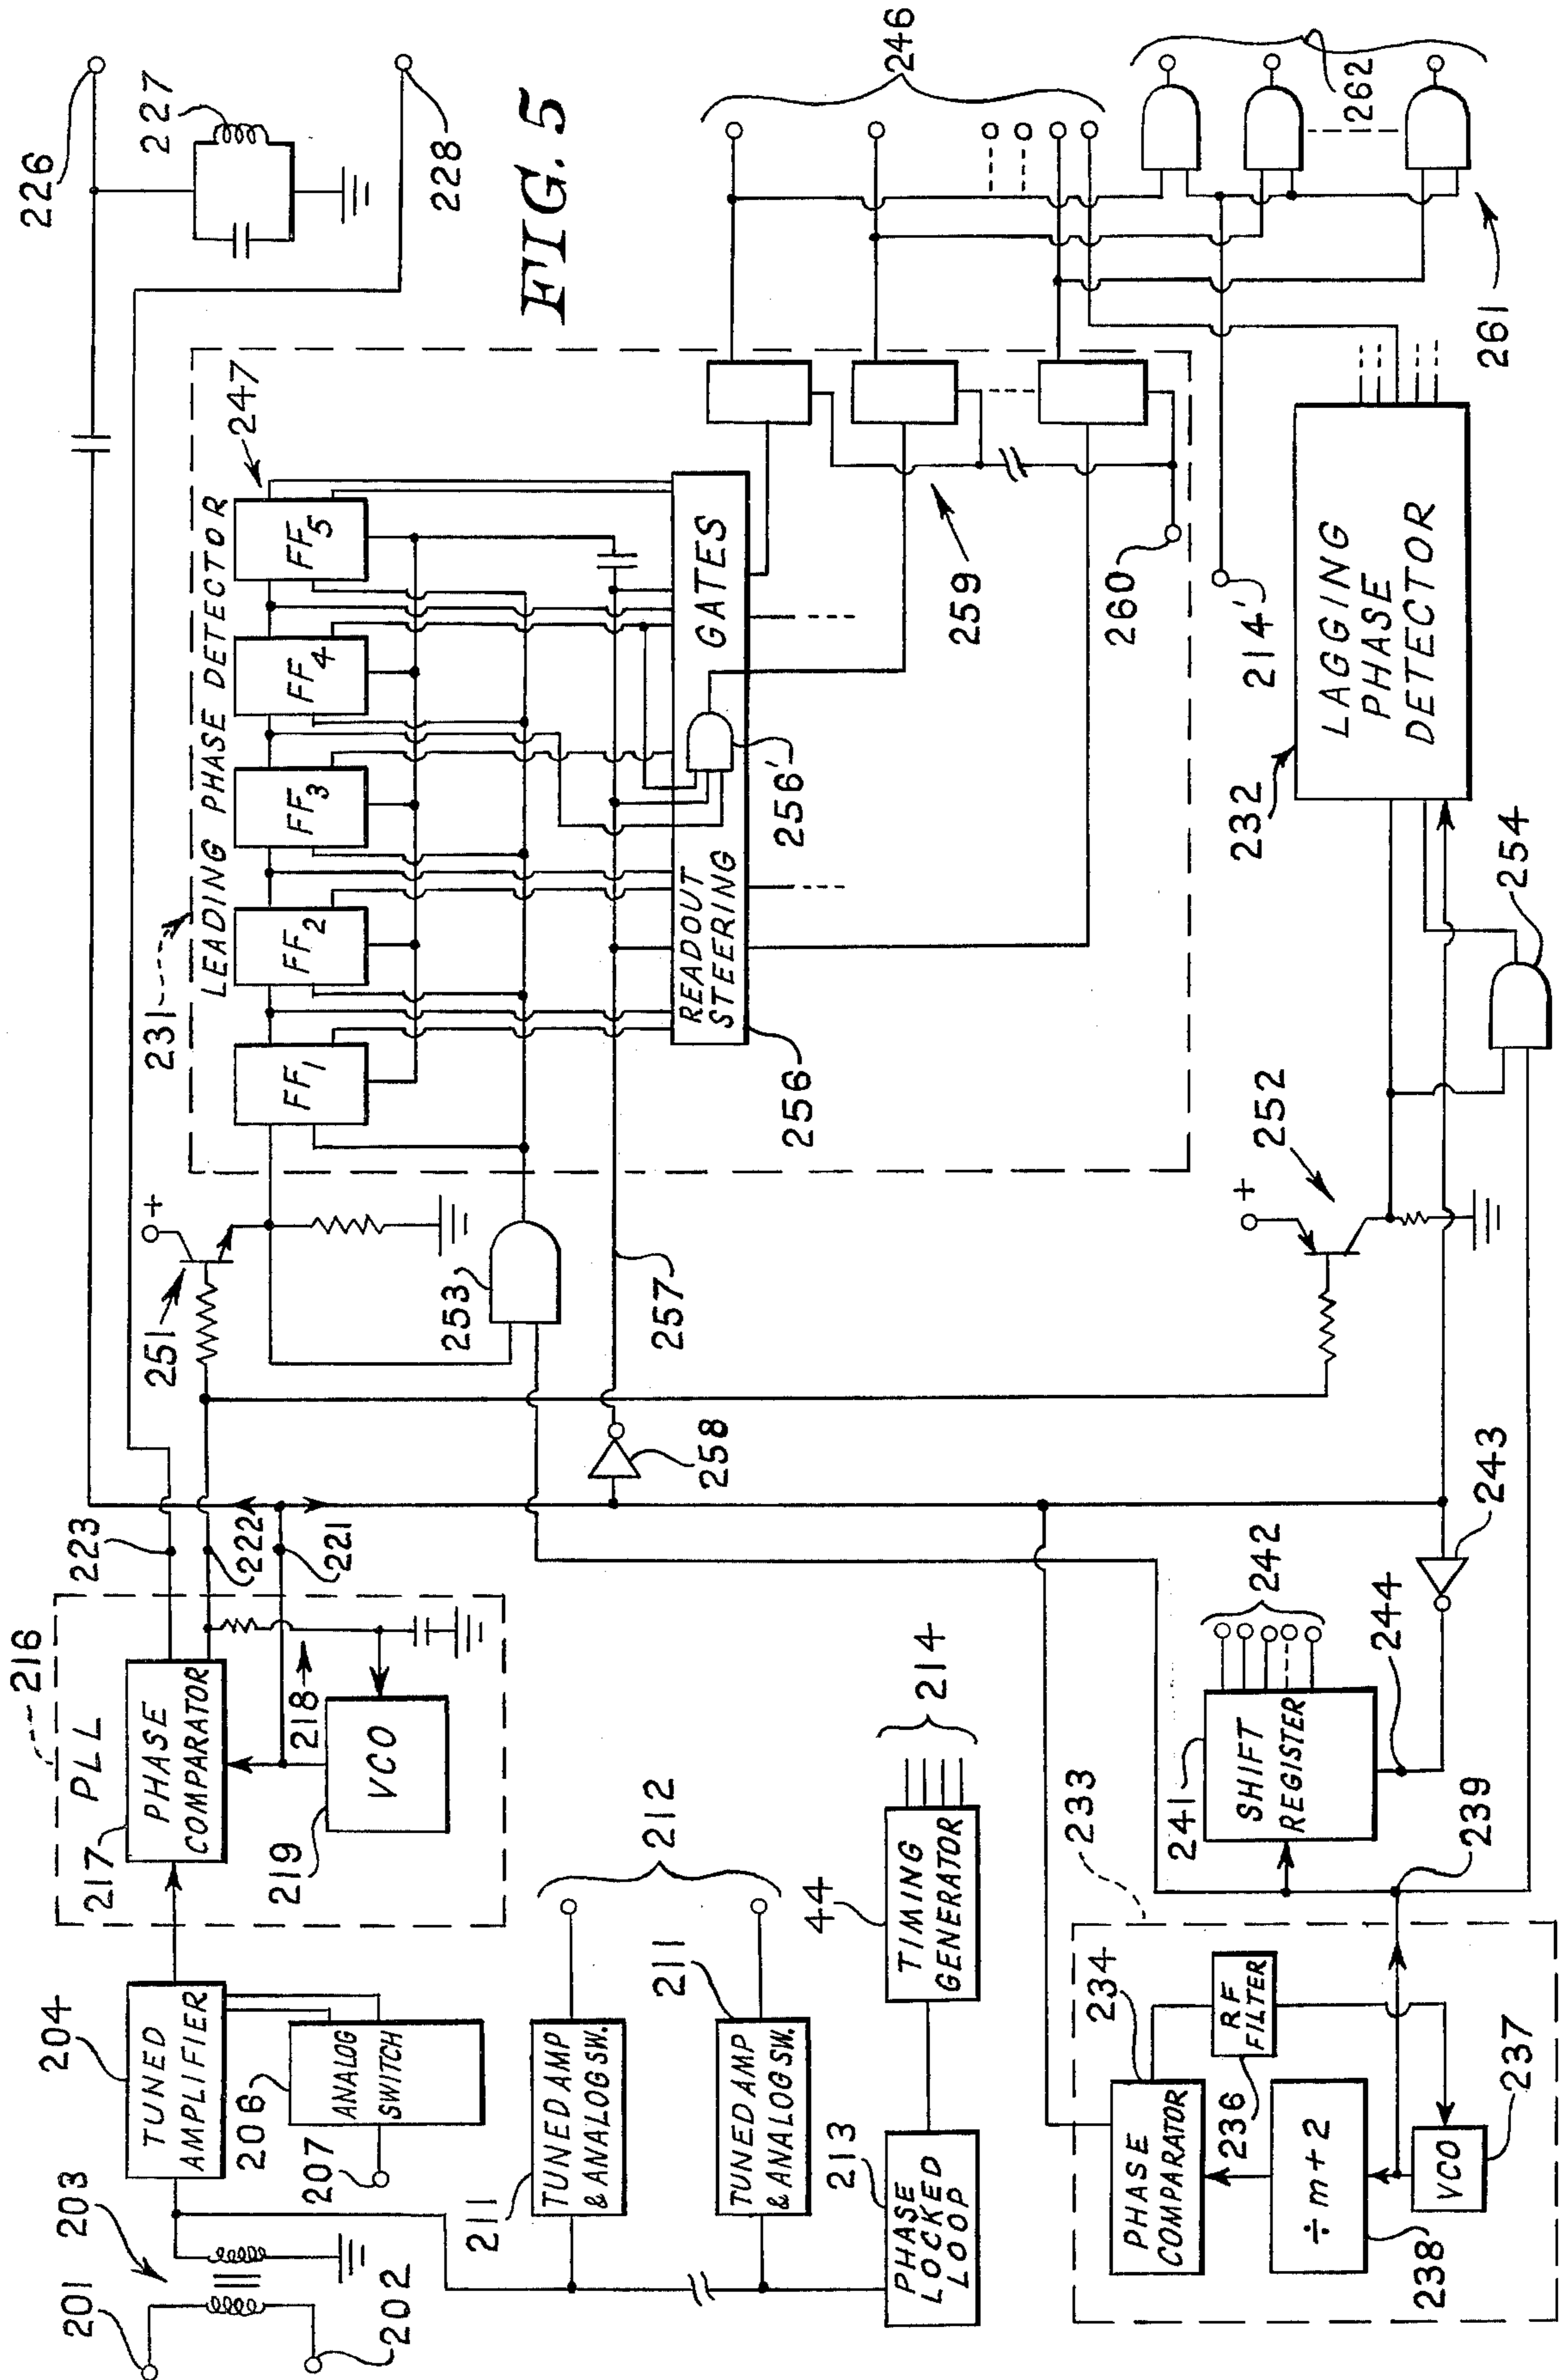 FIG. 5
201
202
203
204
TUNED
AMPLIFIER
206
ANALOG
SWITCH
207
211
TUNED AMP
& ANALOG SW.
211
TUNED AMP
& ANALOG SW.
212
213
PHASE
LOCKED
LOOP
44
TIMING
GENERATOR
214
216
PLL
217
PHASE
COMPARATOR
218
219
VCO
221
222
223
226
227
228
231
LEADING PHASE DETECTOR
247
FF1
FF2
FF3
FF4
FF5
251
253
256
READOUT
STEERING
GATES
256'
257
258
259
260
246
262
261
214'
232
LAGGING
PHASE
DETECTOR
252
254
233
234
PHASE
COMPARATOR
236
RF
FILTER
237
VCO
238
÷ m+2
239
241
SHIFT
REGISTER
242
243
244